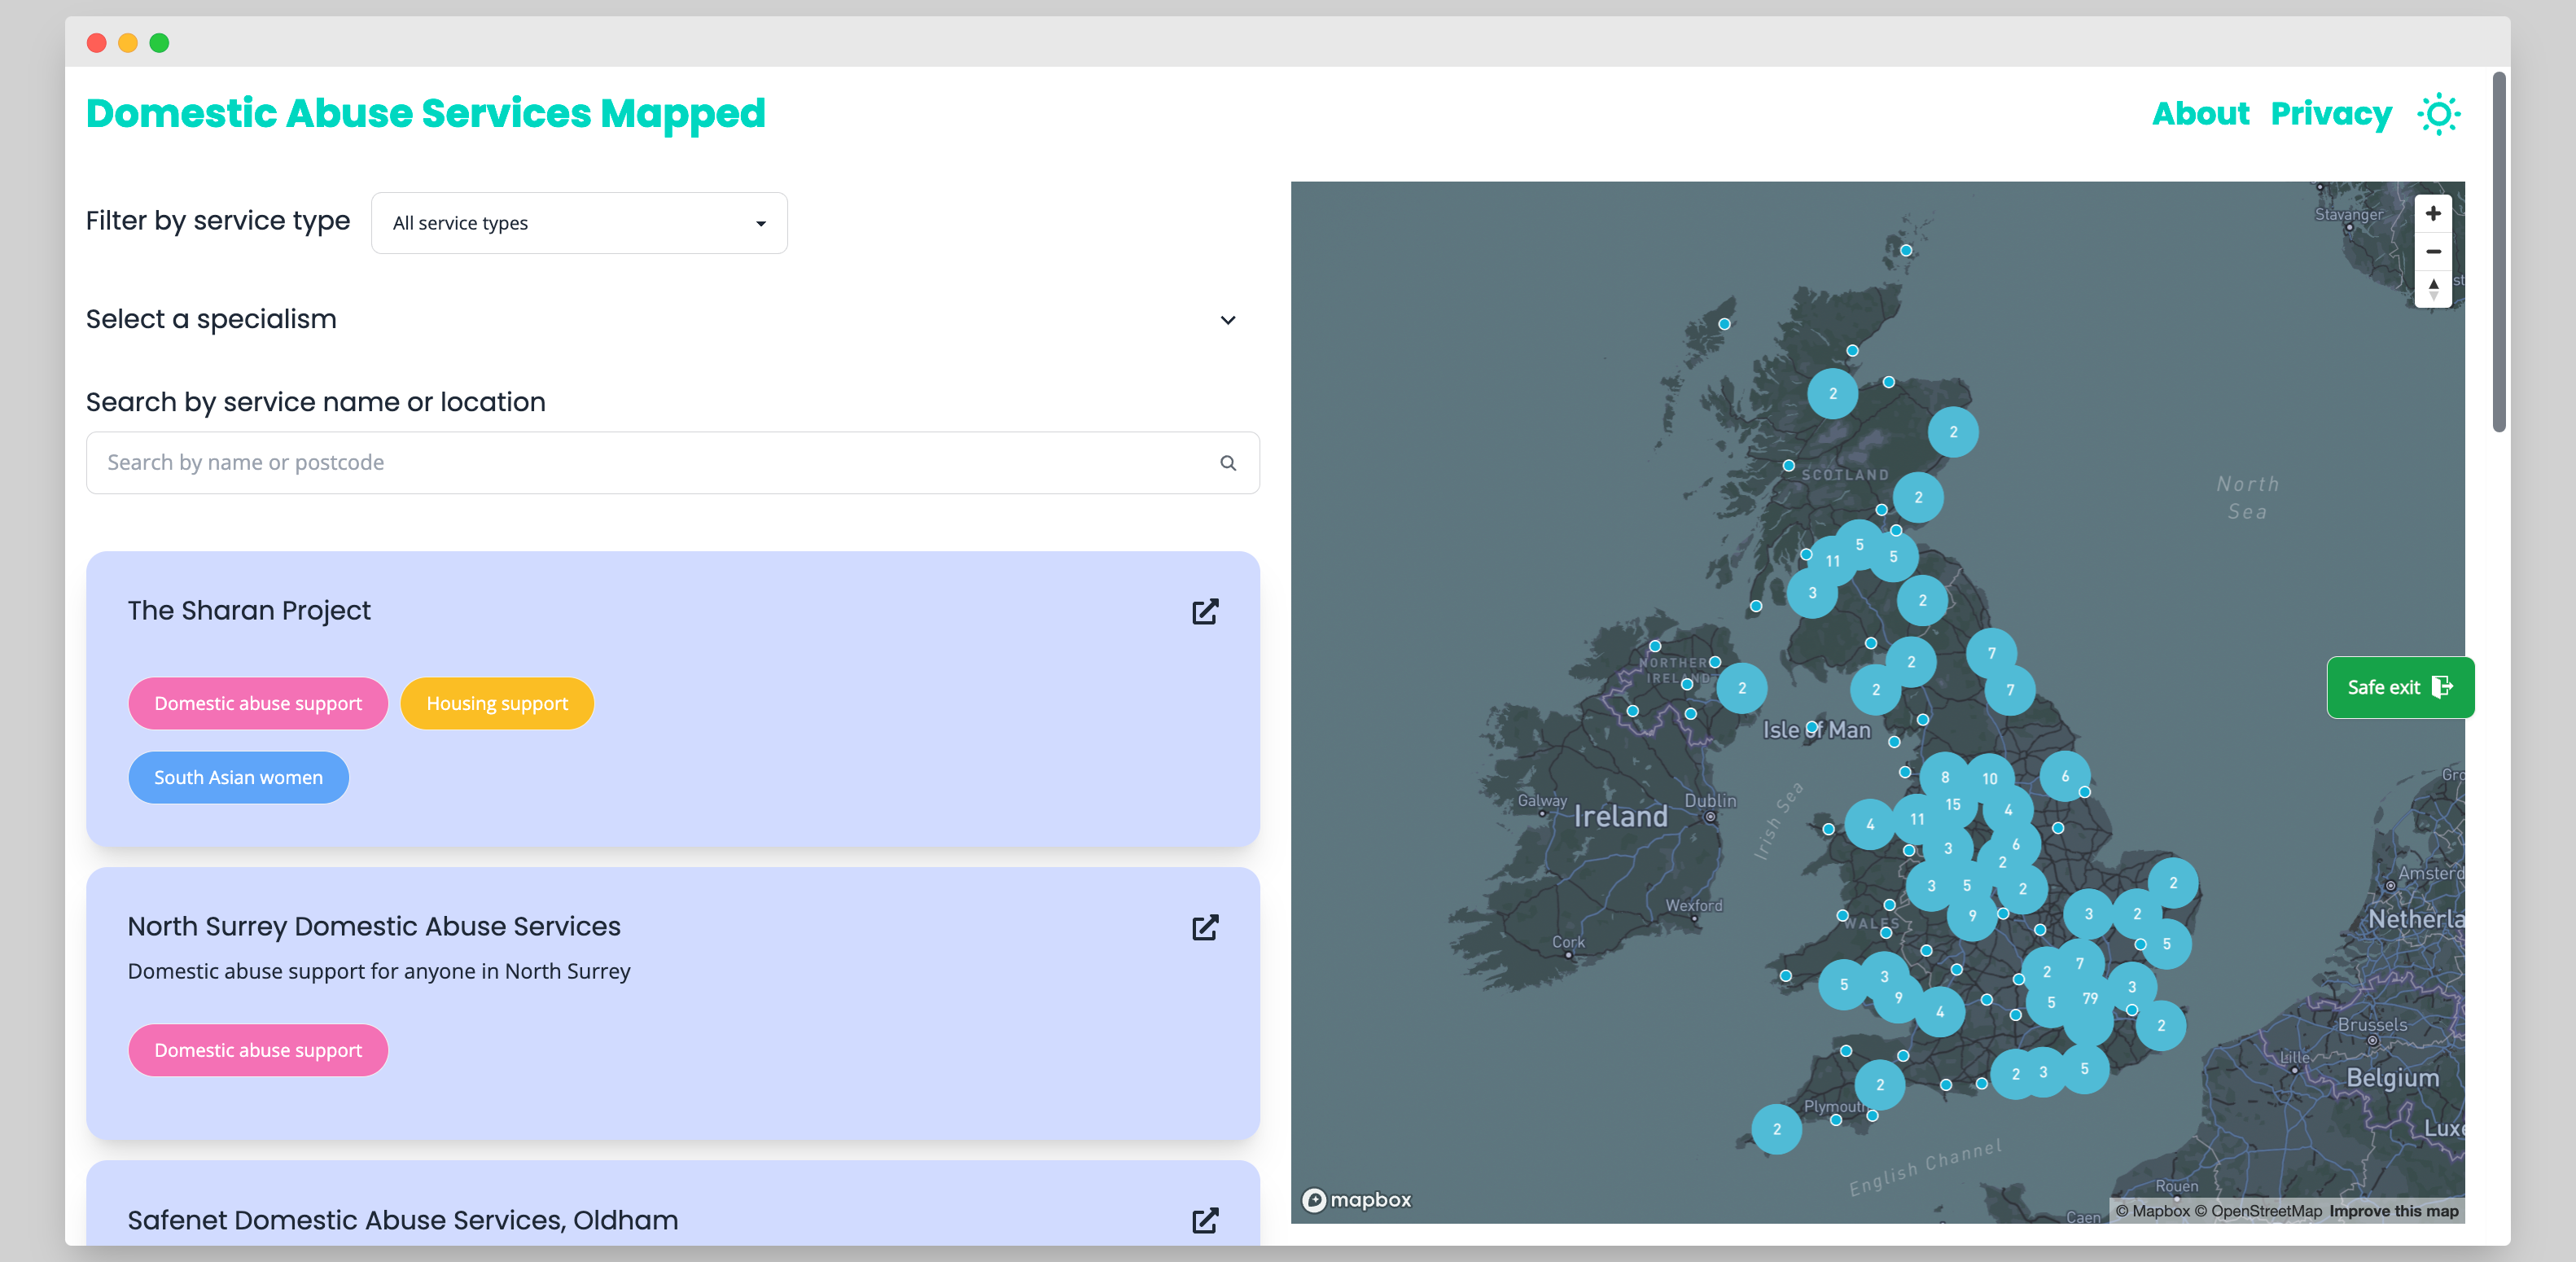 Domestic Abuse Services Mapped
About Privacy
Filter by service type
All service types
Select a specialism
Search by service name or location
Search by name or postcode
The Sharan Project
Domestic abuse support
Housing support
South Asian women
North Surrey Domestic Abuse Services
Domestic abuse support for anyone in North Surrey
Domestic abuse support
Safenet Domestic Abuse Services, Oldham
Stavanger
2
2
SCOTLAND
2
North
Sea
5
11
5
3
2
7
2
NORTHER
IRELAND
2
2
7
Safe exit
Isle of Man
8
10
6
Galway
Dublin
Ireland
Irish Sea
15
4
4
11
3
6
2
3
5
2
2
Amsterd
Wexford
9
3
2
Netherla
WALES
Cork
5
7
2
3
5
3
9
5
79
4
2
Brussels
Lille
2
3
5
Belgium
2
Plymouth
2
Luxe
English Channel
Rouen
mapbox
Caen
© Mapbox © OpenStreetMap Improve this map